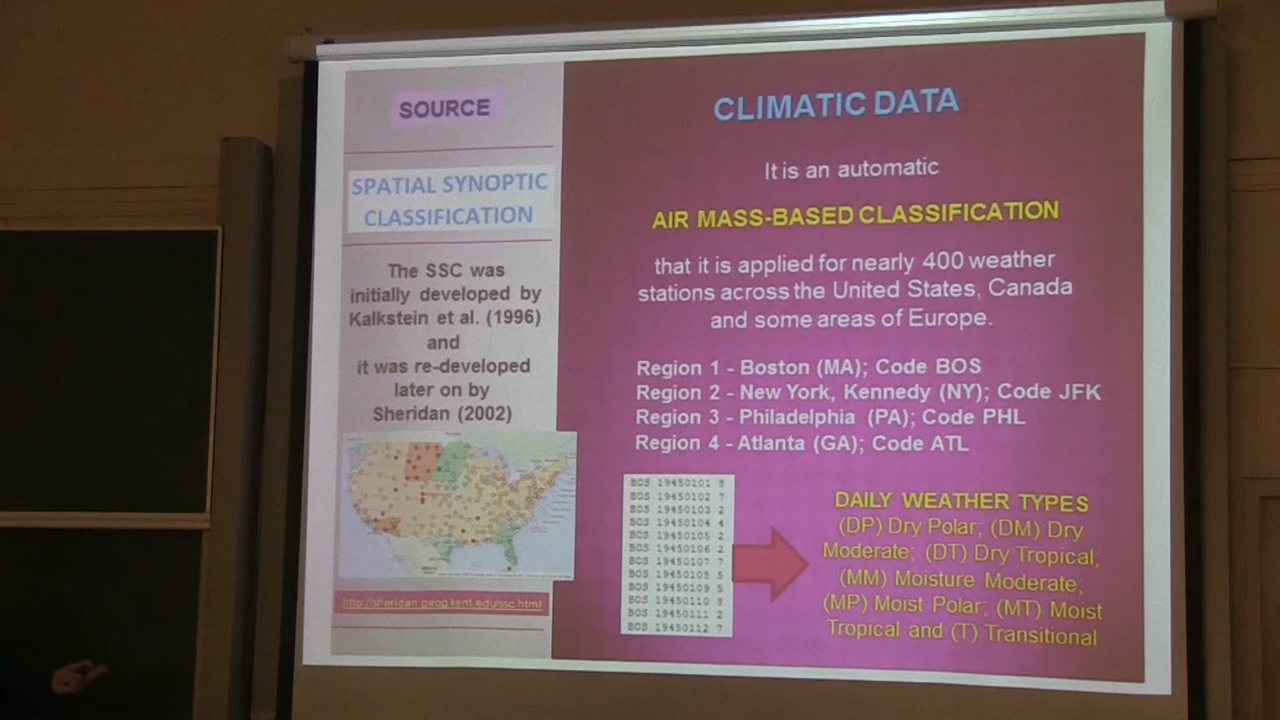 SOURCE
SPATIAL SYNOPTIC
CLASSIFICATION
The SSC was
initially developed by
Kalkstein et al. (1996)
and
it was re-developed
later on by
Sheridan (2002)
http://sheridan.geog.kent.edu/ssc.html
CLIMATIC DATA
It is an automatic
AIR MASS-BASED CLASSIFICATION
that it is applied for nearly 400 weather
stations across the United States, Canada
and some areas of Europe.
Region 1 - Boston (MA); Code BOS
Region 2 - New York, Kennedy (NY); Code JFK
Region 3 - Philadelphia (PA); Code PHL
Region 4 - Atlanta (GA); Code ATL
BOS 19450101 8
BOS 19450102 7
BOS 19450103 2
BOS 19450104 4
BOS 19450105 2
BOS 19450106 2
BOS 19450107 7
BOS 19450108 5
BOS 19450109 5
BOS 19450110 8
BOS 19450111 2
BOS 19450112 7
DAILY WEATHER TYPES
(DP) Dry Polar; (DM) Dry
Moderate; (DT) Dry Tropical;
(MM) Moisture Moderate;
(MP) Moist Polar; (MT) Moist
Tropical and (T) Transitional